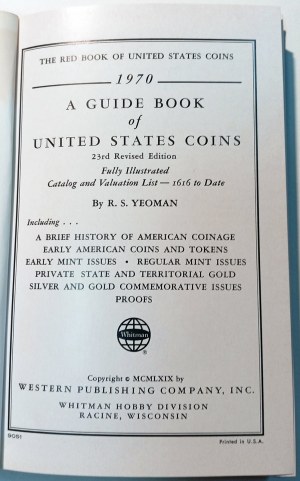 THE RED BOOK OF UNITED STATES COINS
1970
A GUIDE BOOK
of
UNITED STATES COINS
23rd Revised Edition
Fully Illustrated
Catalog and Valuation List — 1616 to Date
By R. S. YEOMAN
Including . . .
A BRIEF HISTORY OF AMERICAN COINAGE
EARLY AMERICAN COINS AND TOKENS
EARLY MINT ISSUES • REGULAR MINT ISSUES
PRIVATE STATE AND TERRITORIAL GOLD
SILVER AND GOLD COMMEMORATIVE ISSUES
PROOFS
Whitman
®
Copyright © MCMLXIX by
WESTERN PUBLISHING COMPANY, INC.
WHITMAN HOBBY DIVISION
RACINE, WISCONSIN
Printed in U.S.A.